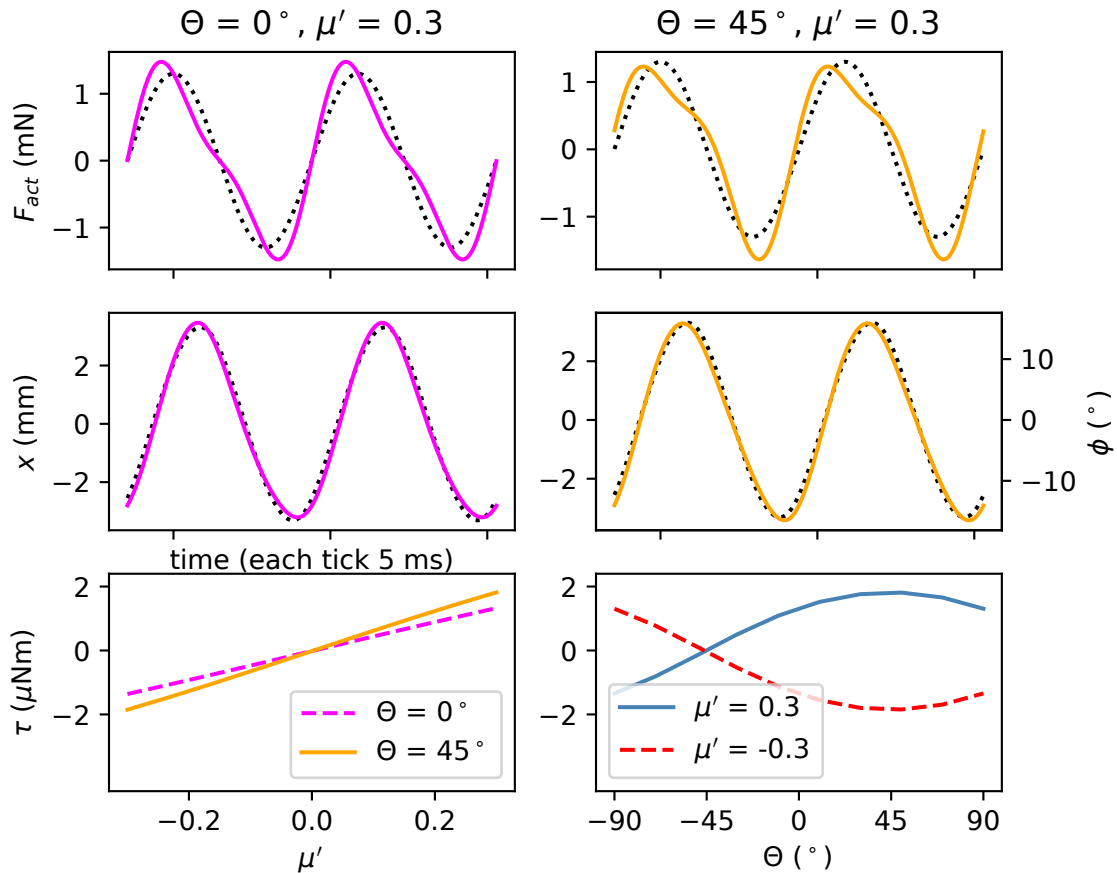 Θ = 0°, μ′ = 0.3
Θ = 45°, μ′ = 0.3
F_act (mN)
1
0
−1
1
0
−1
x (mm)
2
0
−2
2
0
−2
10
0
−10
ϕ (°)
time (each tick 5 ms)
τ (μNm)
2
0
−2
Θ = 0°
Θ = 45°
−0.2
0.0
0.2
μ′
2
0
−2
μ′ = 0.3
μ′ = -0.3
−90
−45
0
45
90
Θ (°)